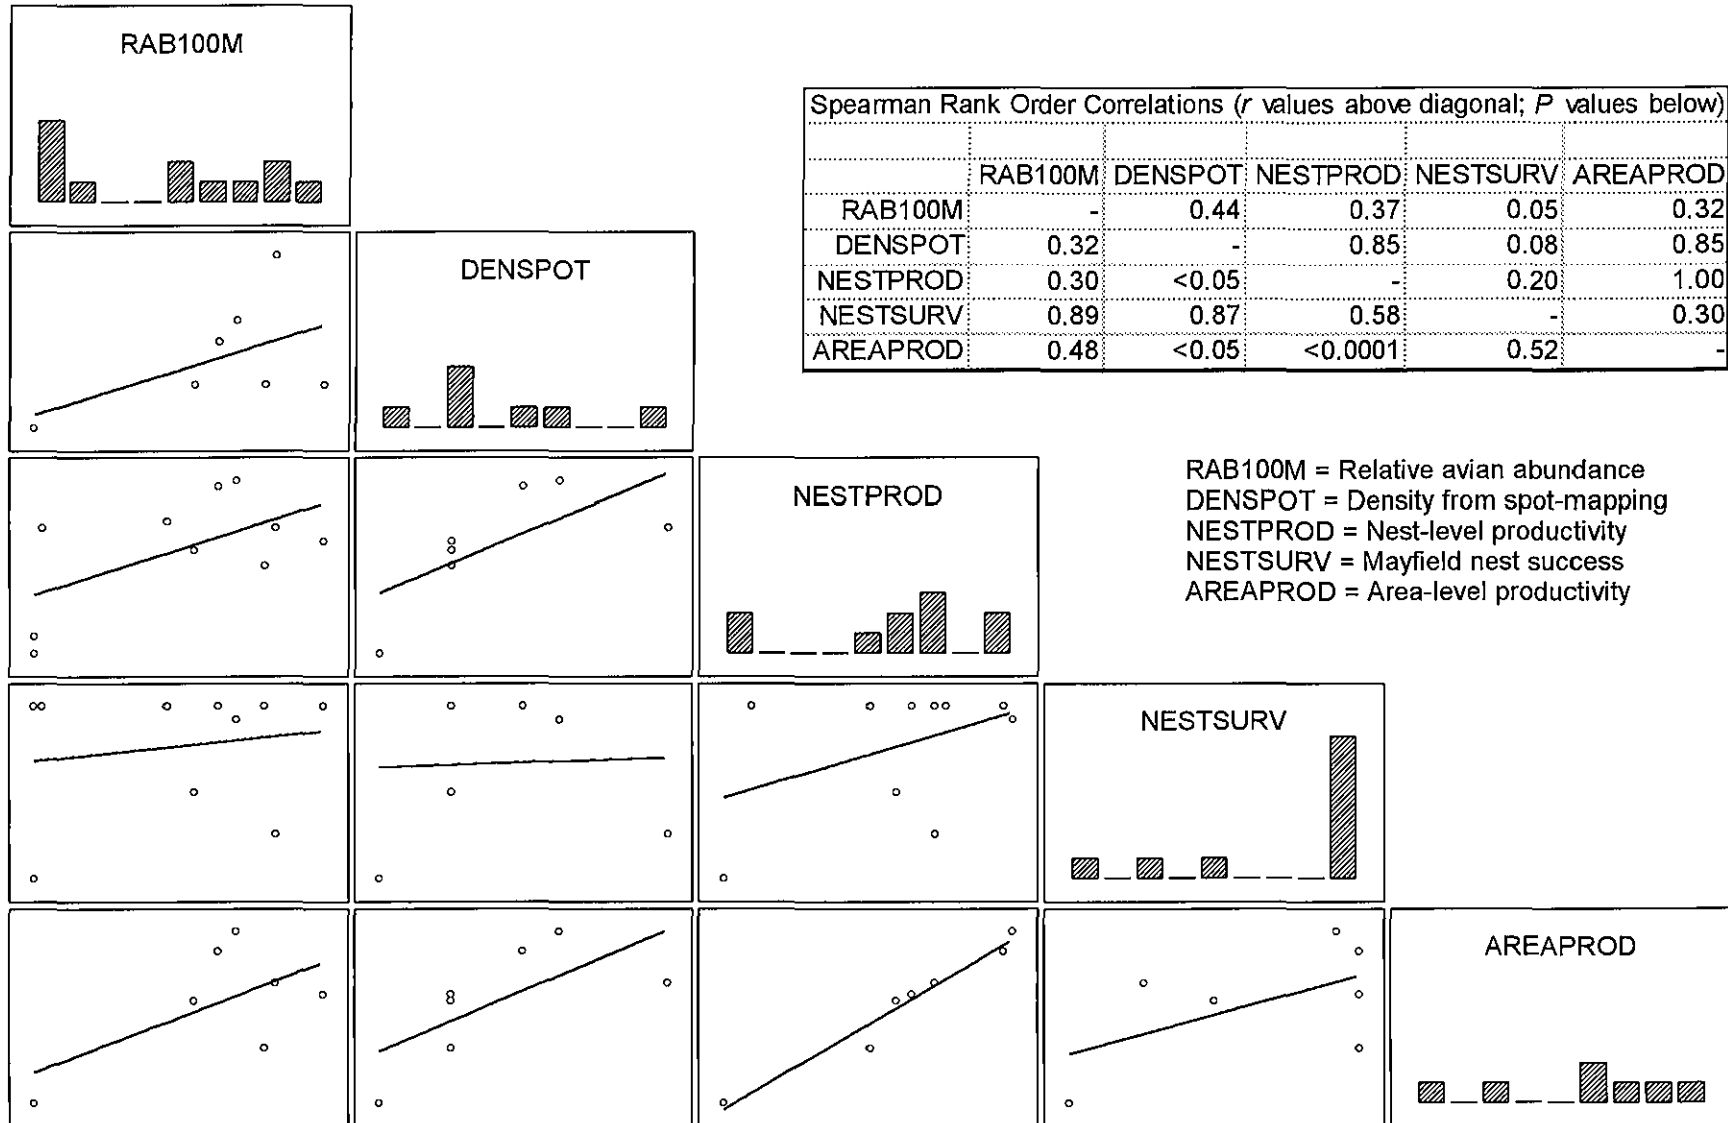 RAB100M
Spearman Rank Order Correlations (r values above diagonal; P values below)
RAB100M DENSPOT NESTPROD NESTSURV AREAPROD
RAB100M - 0.44 0.37 0.05 0.32
DENSPOT 0.32 - 0.85 0.08 0.85
NESTPROD 0.30 <0.05 - 0.20 1.00
NESTSURV 0.89 0.87 0.58 - 0.30
AREAPROD 0.48 <0.05 <0.0001 0.52 -
DENSPOT
NESTPROD
RAB100M = Relative avian abundance
DENSPOT = Density from spot-mapping
NESTPROD = Nest-level productivity
NESTSURV = Mayfield nest success
AREAPROD = Area-level productivity
NESTSURV
AREAPROD